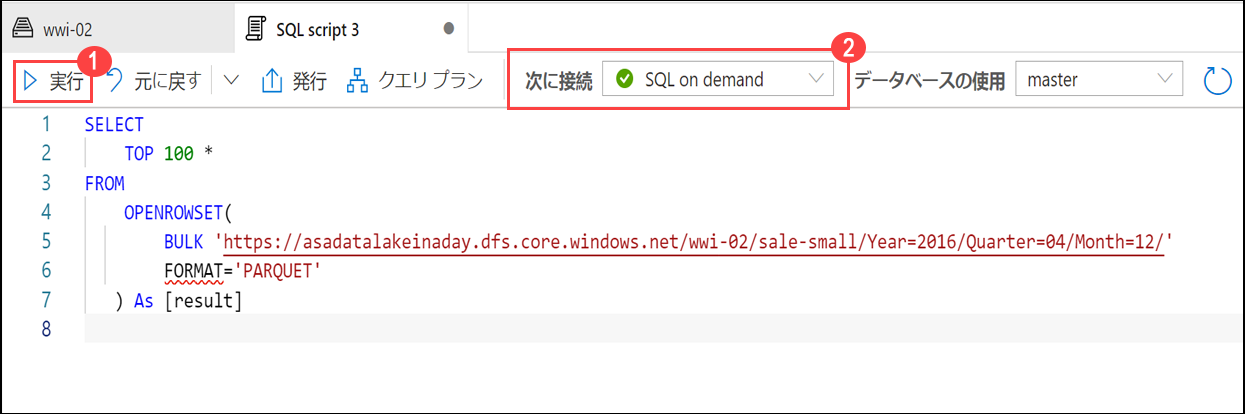 wwi-02 SQL script 3
1 2
実行 元に戻す 発行 クエリ プラン 次に接続 SQL on demand データベースの使用 master
1 SELECT
2 TOP 100 *
3 FROM
4 OPENROWSET(
5 BULK 'https://asadatalakeinaday.dfs.core.windows.net/wwi-02/sale-small/Year=2016/Quarter=04/Month=12/'
6 FORMAT='PARQUET'
7 ) As [result]
8